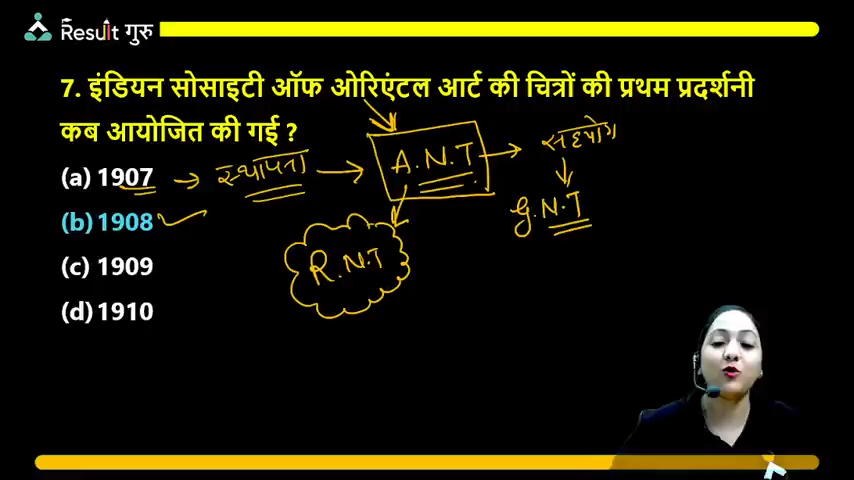 Result गुरु
7. इंडियन सोसाइटी ऑफ ओरिएंटल आर्ट की चित्रों की प्रथम प्रदर्शनी
कब आयोजित की गई ?
(a) 1907 → स्थापना → A.N.T → सहयोग
(b) 1908
G.N.T
R.N.T
(c) 1909
(d) 1910